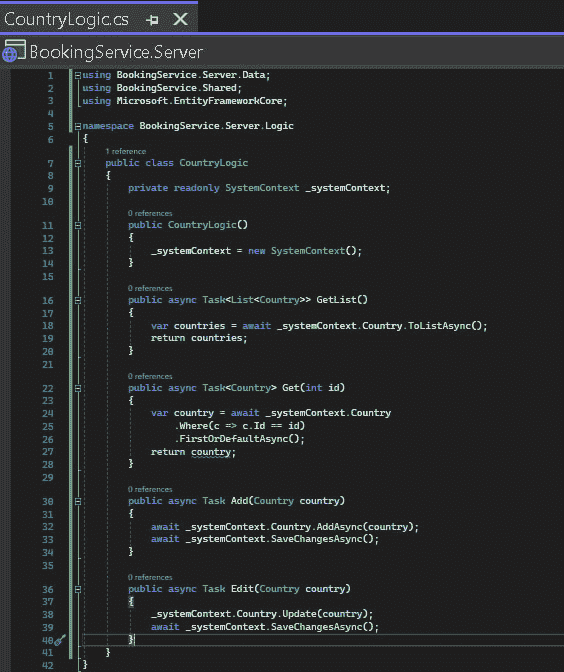 CountryLogic.cs
BookingService.Server
1 using BookingService.Server.Data;
2 using BookingService.Shared;
3 using Microsoft.EntityFrameworkCore;
4
5 namespace BookingService.Server.Logic
6 {
1 reference
7 public class CountryLogic
8 {
9 private readonly SystemContext _systemContext;
10
0 references
11 public CountryLogic()
12 {
13 _systemContext = new SystemContext();
14 }
15
0 references
16 public async Task<List<Country>> GetList()
17 {
18 var countries = await _systemContext.Country.ToListAsync();
19 return countries;
20 }
21
0 references
22 public async Task<Country> Get(int id)
23 {
24 var country = await _systemContext.Country
25 .Where(c => c.Id == id)
26 .FirstOrDefaultAsync();
27 return country;
28 }
29
0 references
30 public async Task Add(Country country)
31 {
32 await _systemContext.Country.AddAsync(country);
33 await _systemContext.SaveChangesAsync();
34 }
35
0 references
36 public async Task Edit(Country country)
37 {
38 _systemContext.Country.Update(country);
39 await _systemContext.SaveChangesAsync();
40 }
41 }
42 }